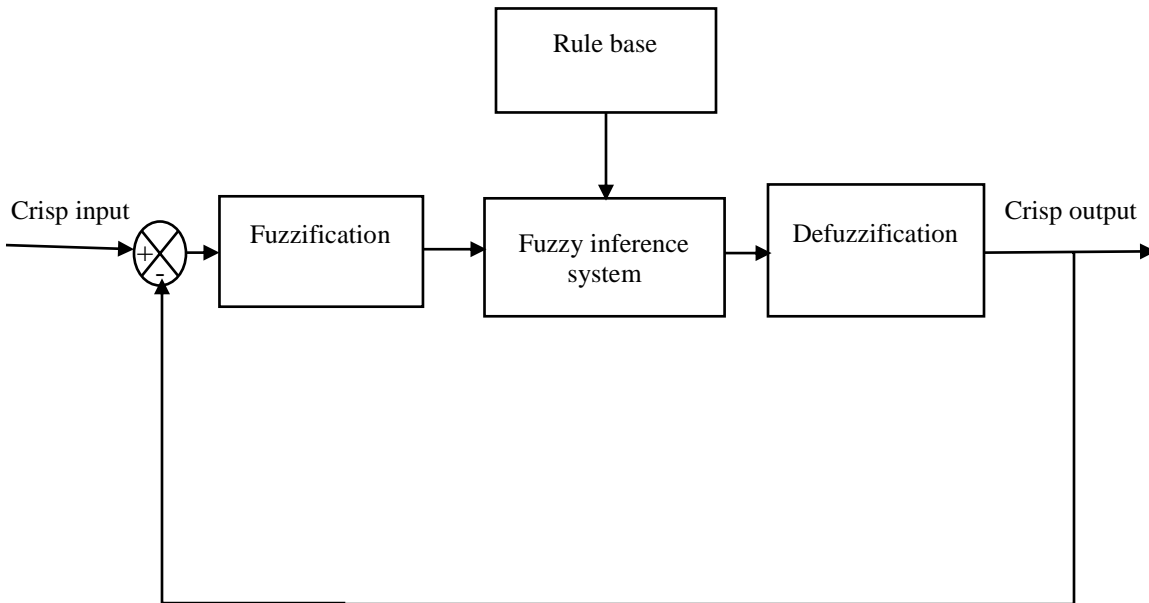 Rule base
Crisp input
+
-
Fuzzification
Fuzzy inference
system
Defuzzification
Crisp output